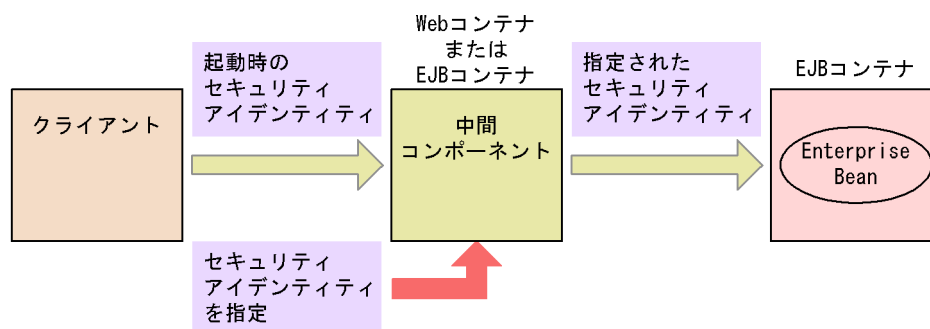 Webコンテナ
または
EJBコンテナ
起動時の
セキュリティ
アイデンティティ
指定された
セキュリティ
アイデンティティ
EJBコンテナ
クライアント
中間
コンポーネント
Enterprise
Bean
セキュリティ
アイデンティティ
を指定